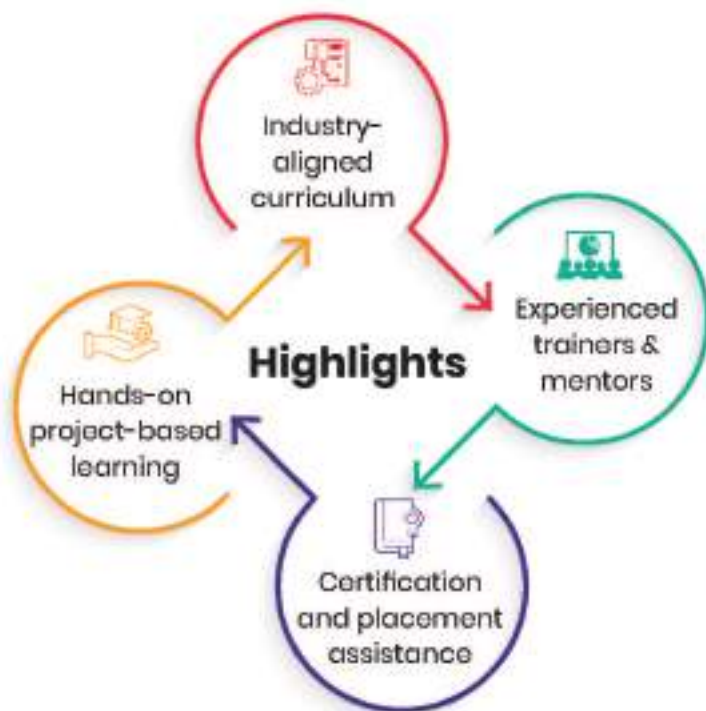 Industry-
aligned
curriculum
Experienced
trainers &
mentors
Highlights
Hands-on
project-based
learning
Certification
and placement
assistance